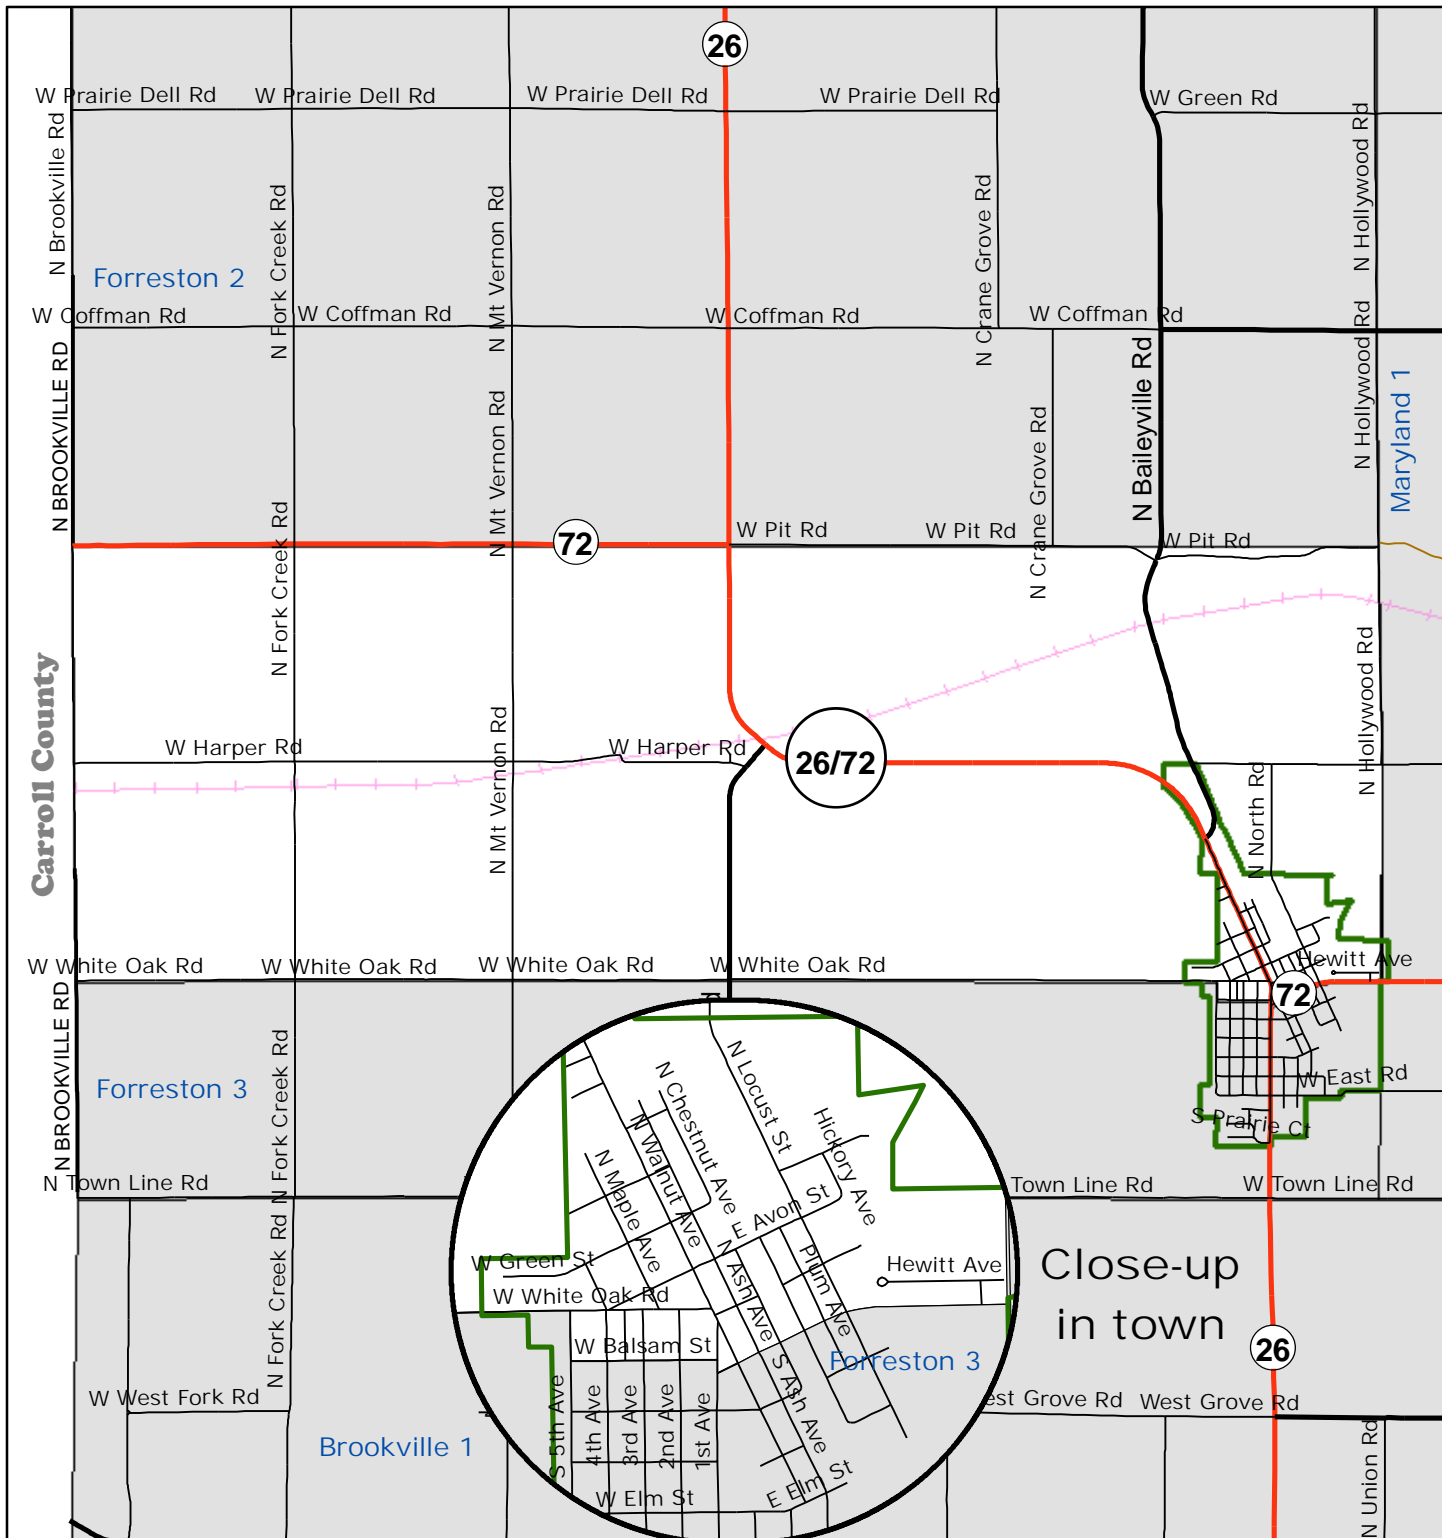 26
W Prairie Dell Rd
W Prairie Dell Rd
W Prairie Dell Rd
W Prairie Dell Rd
W Green Rd
N Brookville Rd
N Fork Creek Rd
N Mt Vernon Rd
N Crane Grove Rd
N Hollywood Rd
Forreston 2
W Coffman Rd
W Coffman Rd
W Coffman Rd
W Coffman Rd
N Hollywood Rd
N BROOKVILLE RD
N Mt Vernon Rd
N Crane Grove Rd
N Baileyville Rd
Maryland 1
N Fork Creek Rd
72
W Pit Rd
W Pit Rd
W Pit Rd
Carroll County
N Hollywood Rd
W Harper Rd
W Harper Rd
26/72
N Mt Vernon Rd
N North Rd
W White Oak Rd
W White Oak Rd
W White Oak Rd
W White Oak Rd
Hewitt Ave
72
N BROOKVILLE RD
Forreston 3
N Fork Creek Rd
W East Rd
S Prairie Ct
N Town Line Rd
Town Line Rd
W Town Line Rd
N Locust St
N Chestnut Ave
Hickory Ave
N Walnut Ave
N Maple Ave
E Avon St
W Green St
N Ash Ave
Plum Ave
Hewitt Ave
W White Oak Rd
W Balsam St
Forreston 3
S Ash Ave
S 5th Ave
4th Ave
3rd Ave
2nd Ave
1st Ave
W Elm St
E Elm St
Close-up
in town
26
N Fork Creek Rd
W West Fork Rd
est Grove Rd
West Grove Rd
Brookville 1
N Union Rd